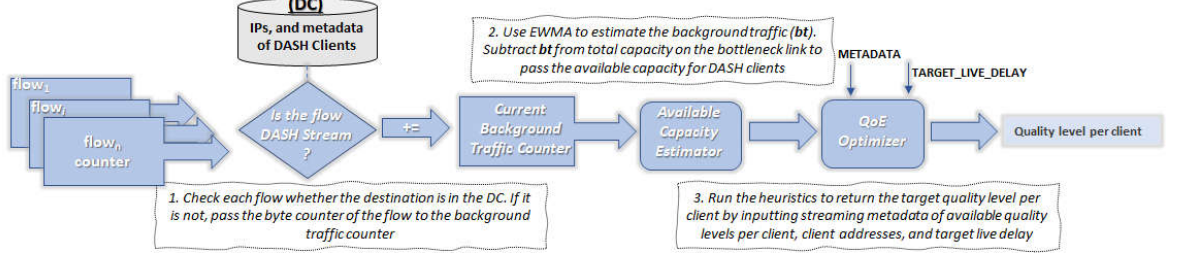 (DC)
IPs, and metadata
of DASH Clients
2. Use EWMA to estimate the background traffic (bt).
Subtract bt from total capacity on the bottleneck link to
pass the available capacity for DASH clients
METADATA
TARGET_LIVE_DELAY
flow1
flowi
flown
counter
Is the flow
DASH Stream
?
+=
Current
Background
Traffic Counter
Available
Capacity
Estimator
QoE
Optimizer
Quality level per client
1. Check each flow whether the destination is in the DC. If it
is not, pass the byte counter of the flow to the background
traffic counter
3. Run the heuristics to return the target quality level per
client by inputting streaming metadata of available quality
levels per client, client addresses, and target live delay